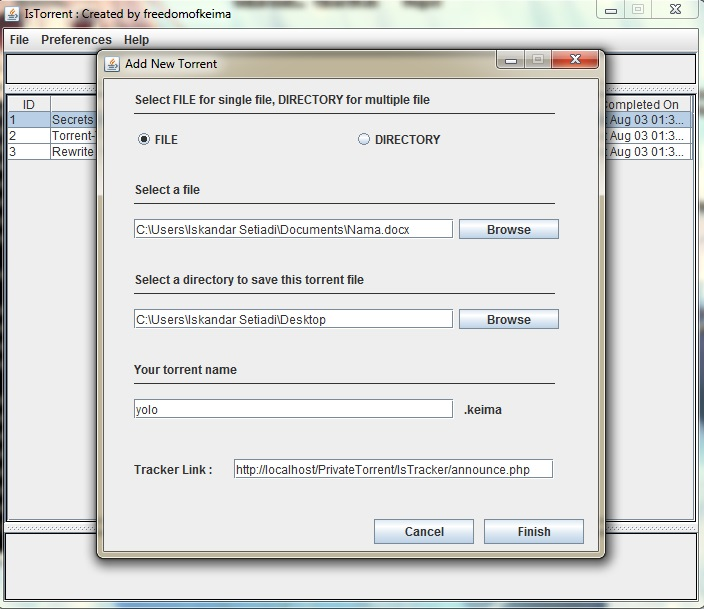 IsTorrent : Created by freedomofkeima
File Preferences Help
Add New Torrent
Select FILE for single file, DIRECTORY for multiple file
FILE DIRECTORY
Select a file
C:\Users\Iskandar Setiadi\Documents\Nama.docx Browse
Select a directory to save this torrent file
C:\Users\Iskandar Setiadi\Desktop Browse
Your torrent name
yolo .keima
Tracker Link : http://localhost/PrivateTorrent/IsTracker/announce.php
Cancel Finish
ID Completed On
1 Secrets Aug 03 01:3...
2 Torrent- Aug 03 01:3...
3 Rewrite Aug 03 01:3...